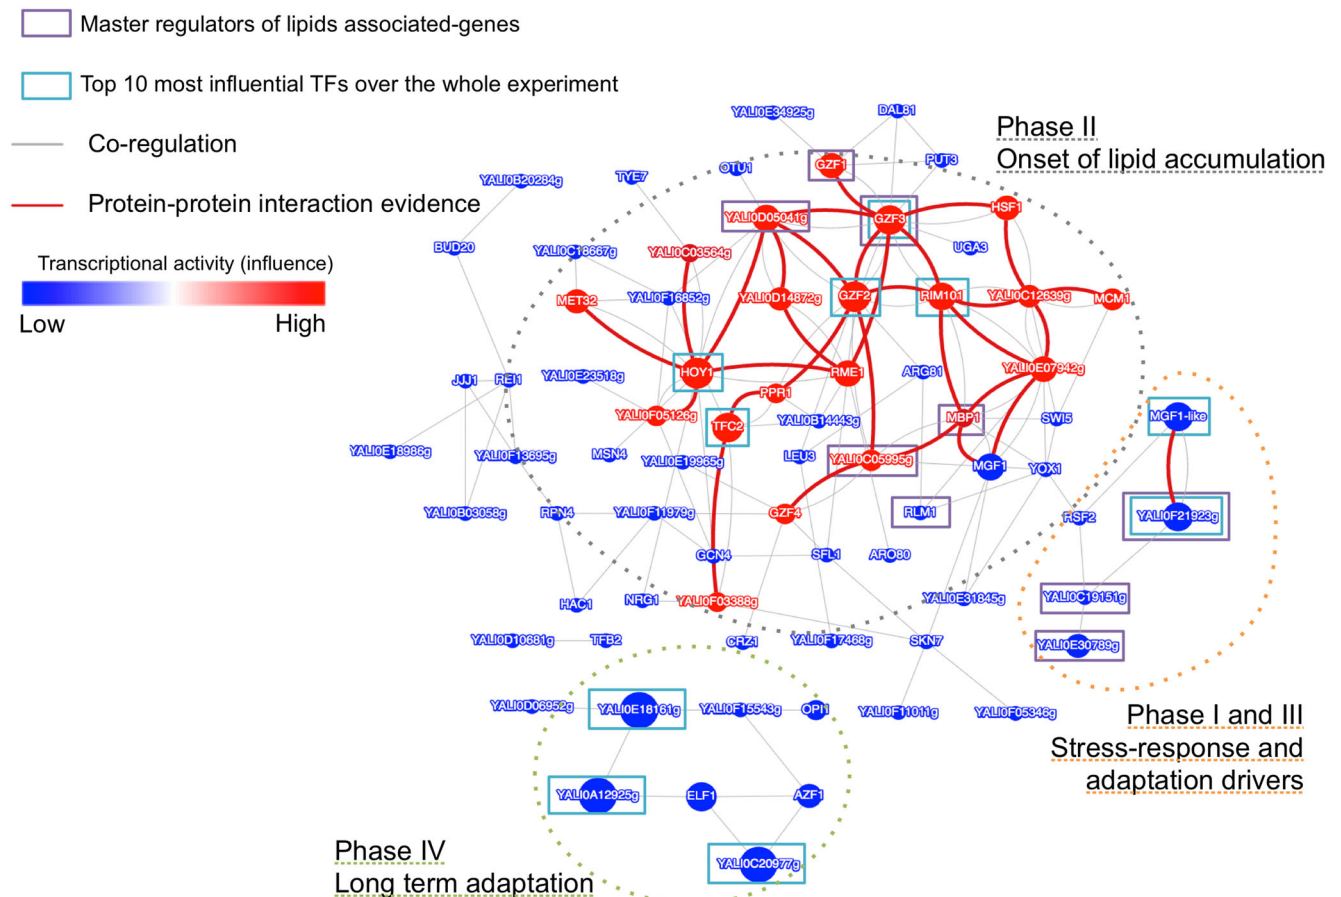 Master regulators of lipids associated-genes
Top 10 most influential TFs over the whole experiment
Co-regulation
Protein-protein interaction evidence
Transcriptional activity (influence)
Low
High
Phase II
Onset of lipid accumulation
YALI0E34925g
DAL81
GZF1
PUT3
OTU1
TYE7
YALI0B20284g
YALI0D05041g
GZF3
HSF1
BUD20
YALI0C18667g
YALI0C03564g
UGA3
MET32
YALI0F16852g
YALI0D14872g
GZF2
RIM101
YALI0C12639g
MCM1
JJJ1
REI1
YALI0E23518g
HOY1
RME1
ARG81
YALI0E07942g
PPR1
YALI0F05126g
TFC2
YALI0B14443g
MBP1
SWI5
MGF1-like
YALI0E18986g
YALI0F13695g
MSN4
YALI0E19965g
LEU3
YALI0C05995g
MGF1
YOX1
YALI0B03058g
RPN4
YALI0F11979g
GZF4
RLM1
RSF2
YALI0F21923g
GCN4
SFL1
ARO80
HAC1
NRG1
YALI0F03388g
YALI0E31845g
YALI0C19151g
YALI0D10681g
TFB2
CRZ1
YALI0F17468g
SKN7
YALI0E30789g
YALI0D06952g
YALI0E18161g
YALI0F15543g
OPI1
YALI0F11011g
YALI0F05346g
Phase I and III
Stress-response and
adaptation drivers
YALI0A12925g
ELF1
AZF1
YALI0C20977g
Phase IV
Long term adaptation